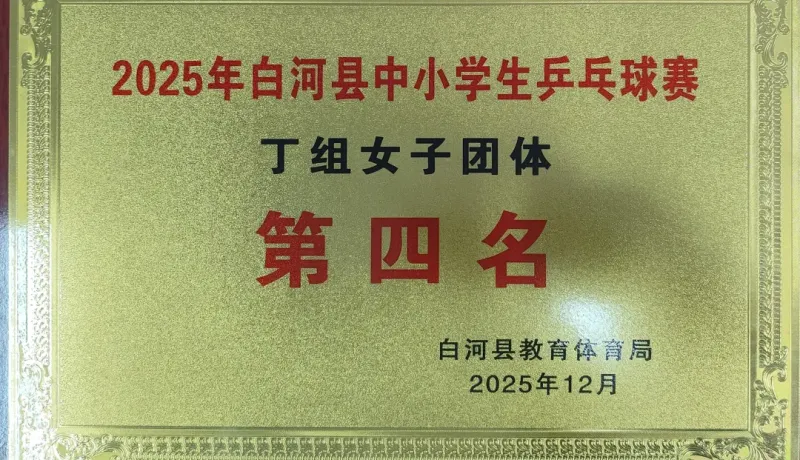 2025年白河县中小学生乒乓球赛
丁组女子团体
第四名
白河县教育体育局
2025年12月